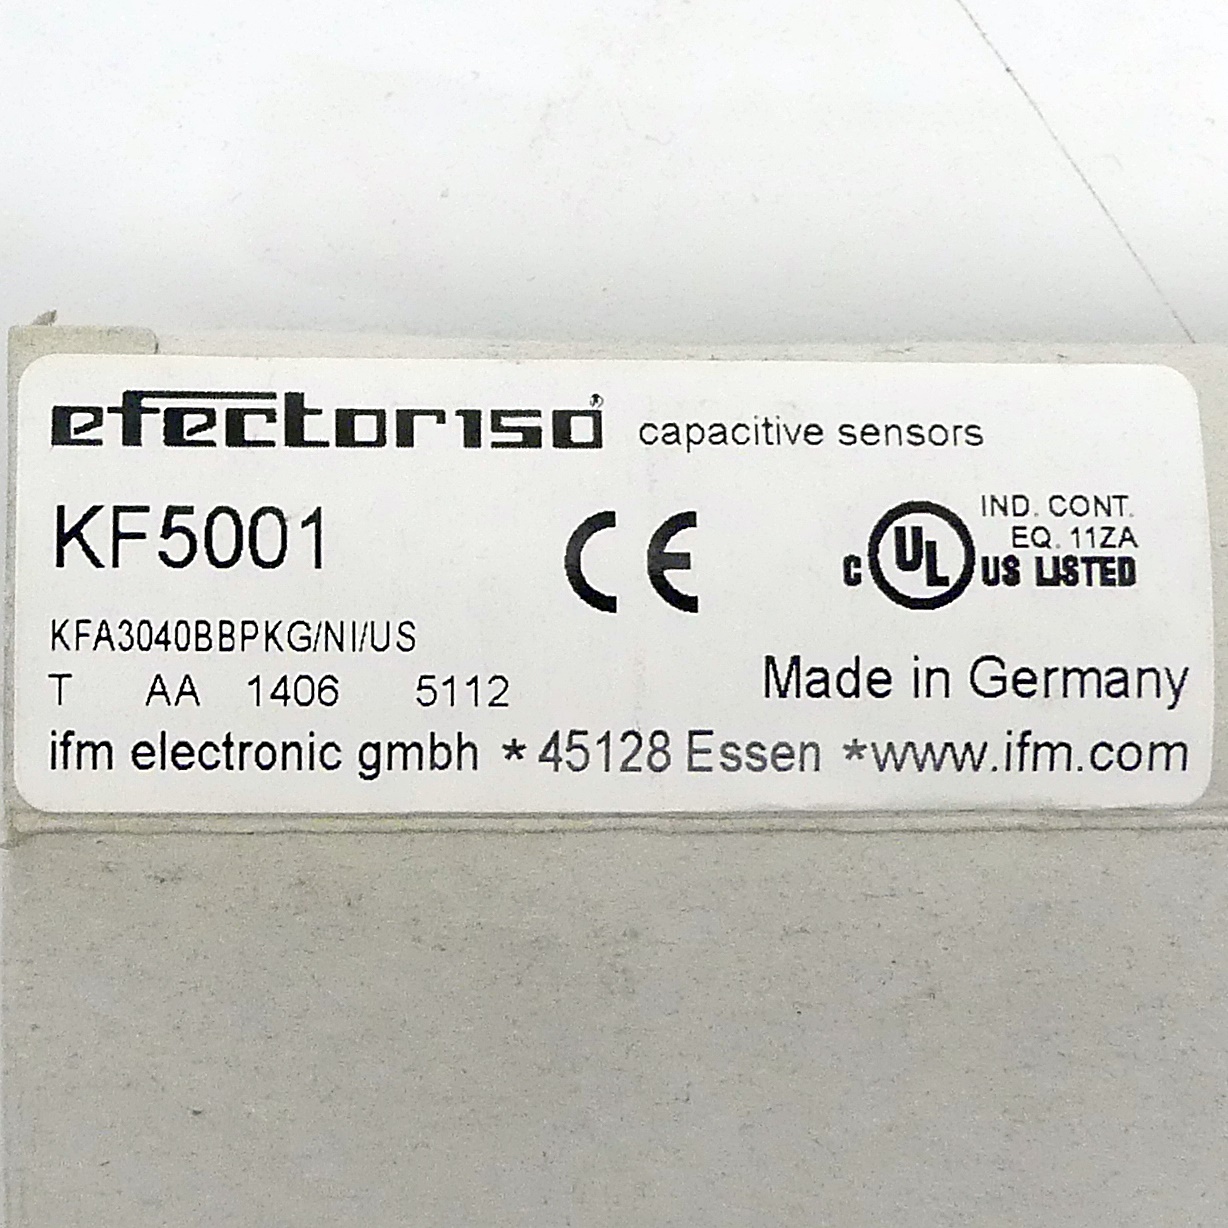 efector150® capacitive sensors
KF5001
CE
IND. CONT.
EQ. 11ZA
C UL US LISTED
KFA3040BBPKG/NI/US
T AA 1406 5112
Made in Germany
ifm electronic gmbh * 45128 Essen *www.ifm.com